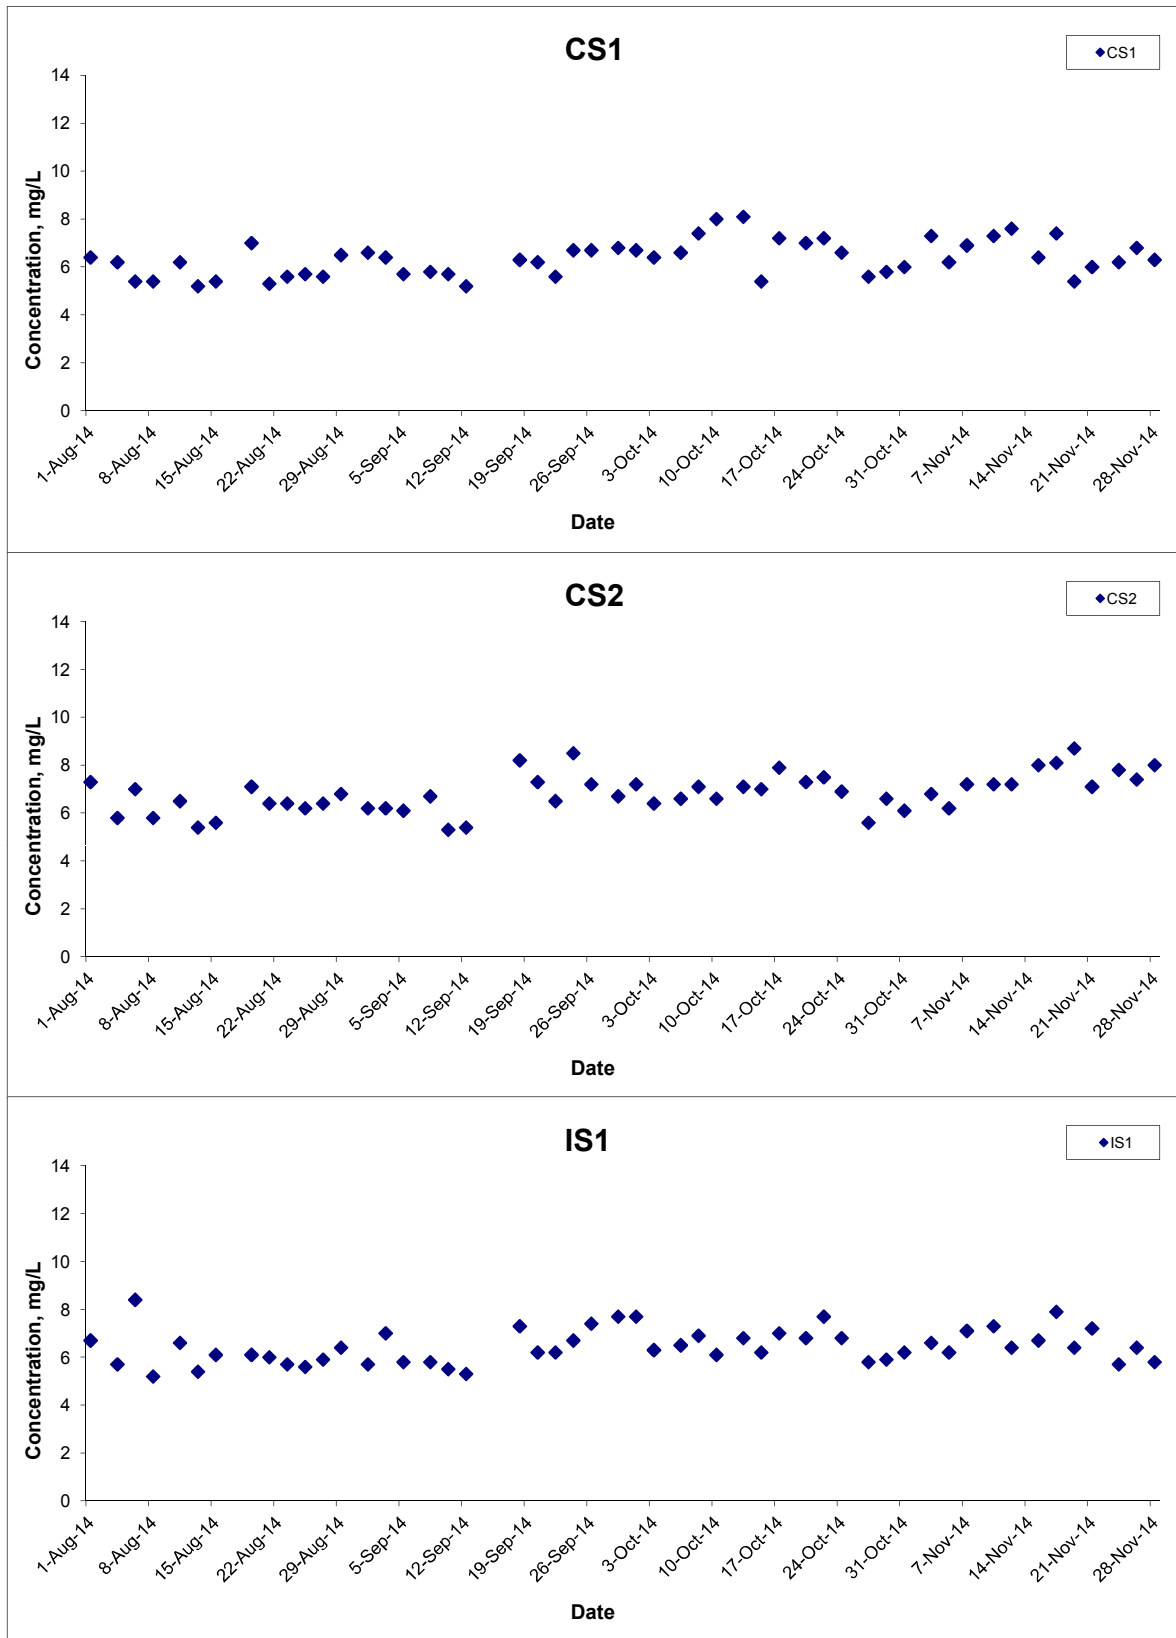 CS1
CS1
14
12
10
8
6
4
2
0
Concentration, mg/L
1-Aug-14
8-Aug-14
15-Aug-14
22-Aug-14
29-Aug-14
5-Sep-14
12-Sep-14
19-Sep-14
26-Sep-14
3-Oct-14
10-Oct-14
17-Oct-14
24-Oct-14
31-Oct-14
7-Nov-14
14-Nov-14
21-Nov-14
28-Nov-14
Date
CS2
CS2
14
12
10
8
6
4
2
0
Concentration, mg/L
1-Aug-14
8-Aug-14
15-Aug-14
22-Aug-14
29-Aug-14
5-Sep-14
12-Sep-14
19-Sep-14
26-Sep-14
3-Oct-14
10-Oct-14
17-Oct-14
24-Oct-14
31-Oct-14
7-Nov-14
14-Nov-14
21-Nov-14
28-Nov-14
Date
IS1
IS1
14
12
10
8
6
4
2
0
Concentration, mg/L
1-Aug-14
8-Aug-14
15-Aug-14
22-Aug-14
29-Aug-14
5-Sep-14
12-Sep-14
19-Sep-14
26-Sep-14
3-Oct-14
10-Oct-14
17-Oct-14
24-Oct-14
31-Oct-14
7-Nov-14
14-Nov-14
21-Nov-14
28-Nov-14
Date